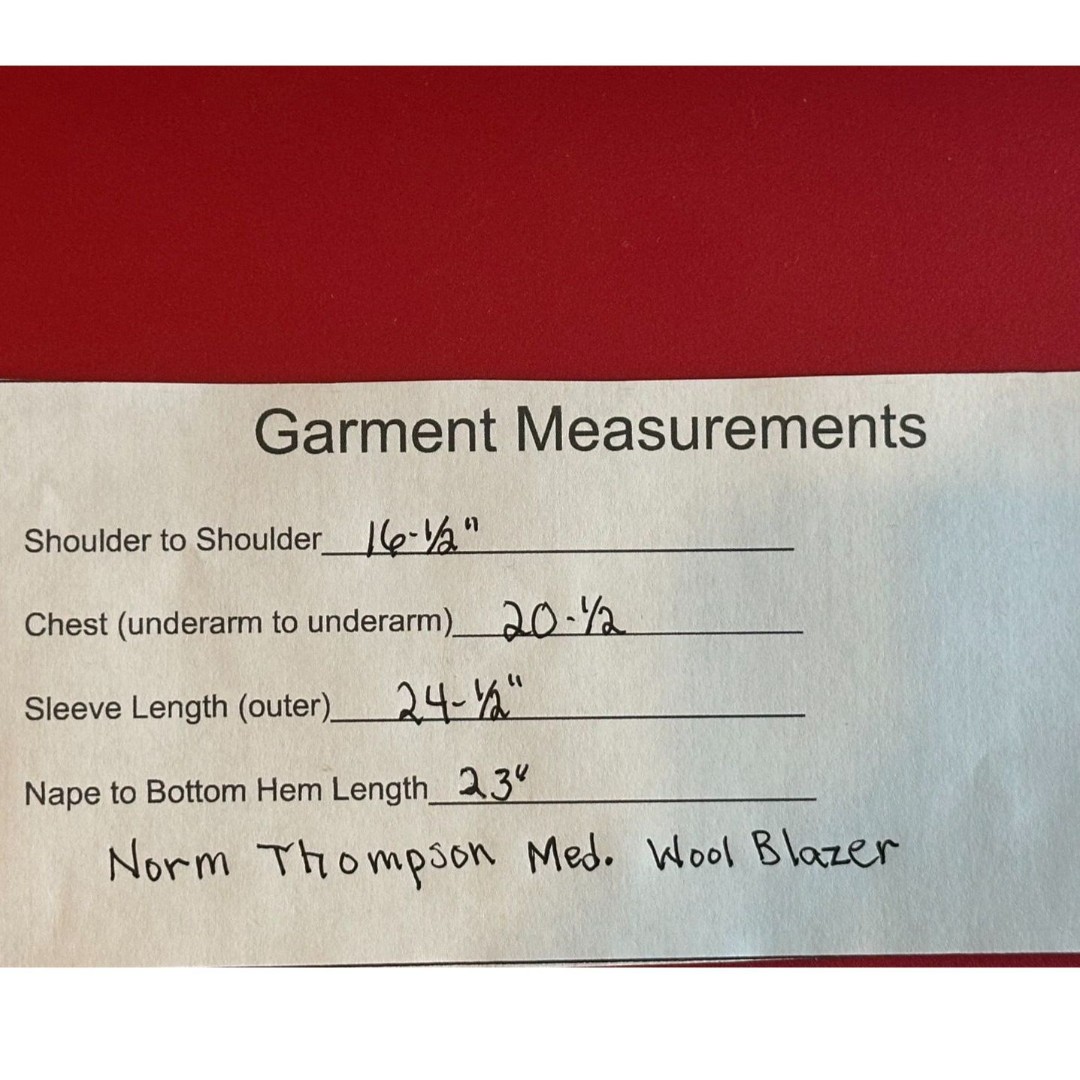 Garment Measurements
Shoulder to Shoulder 16-1/2"
Chest (underarm to underarm) 20-1/2
Sleeve Length (outer) 24-1/2"
Nape to Bottom Hem Length 23"
Norm Thompson Med. Wool Blazer